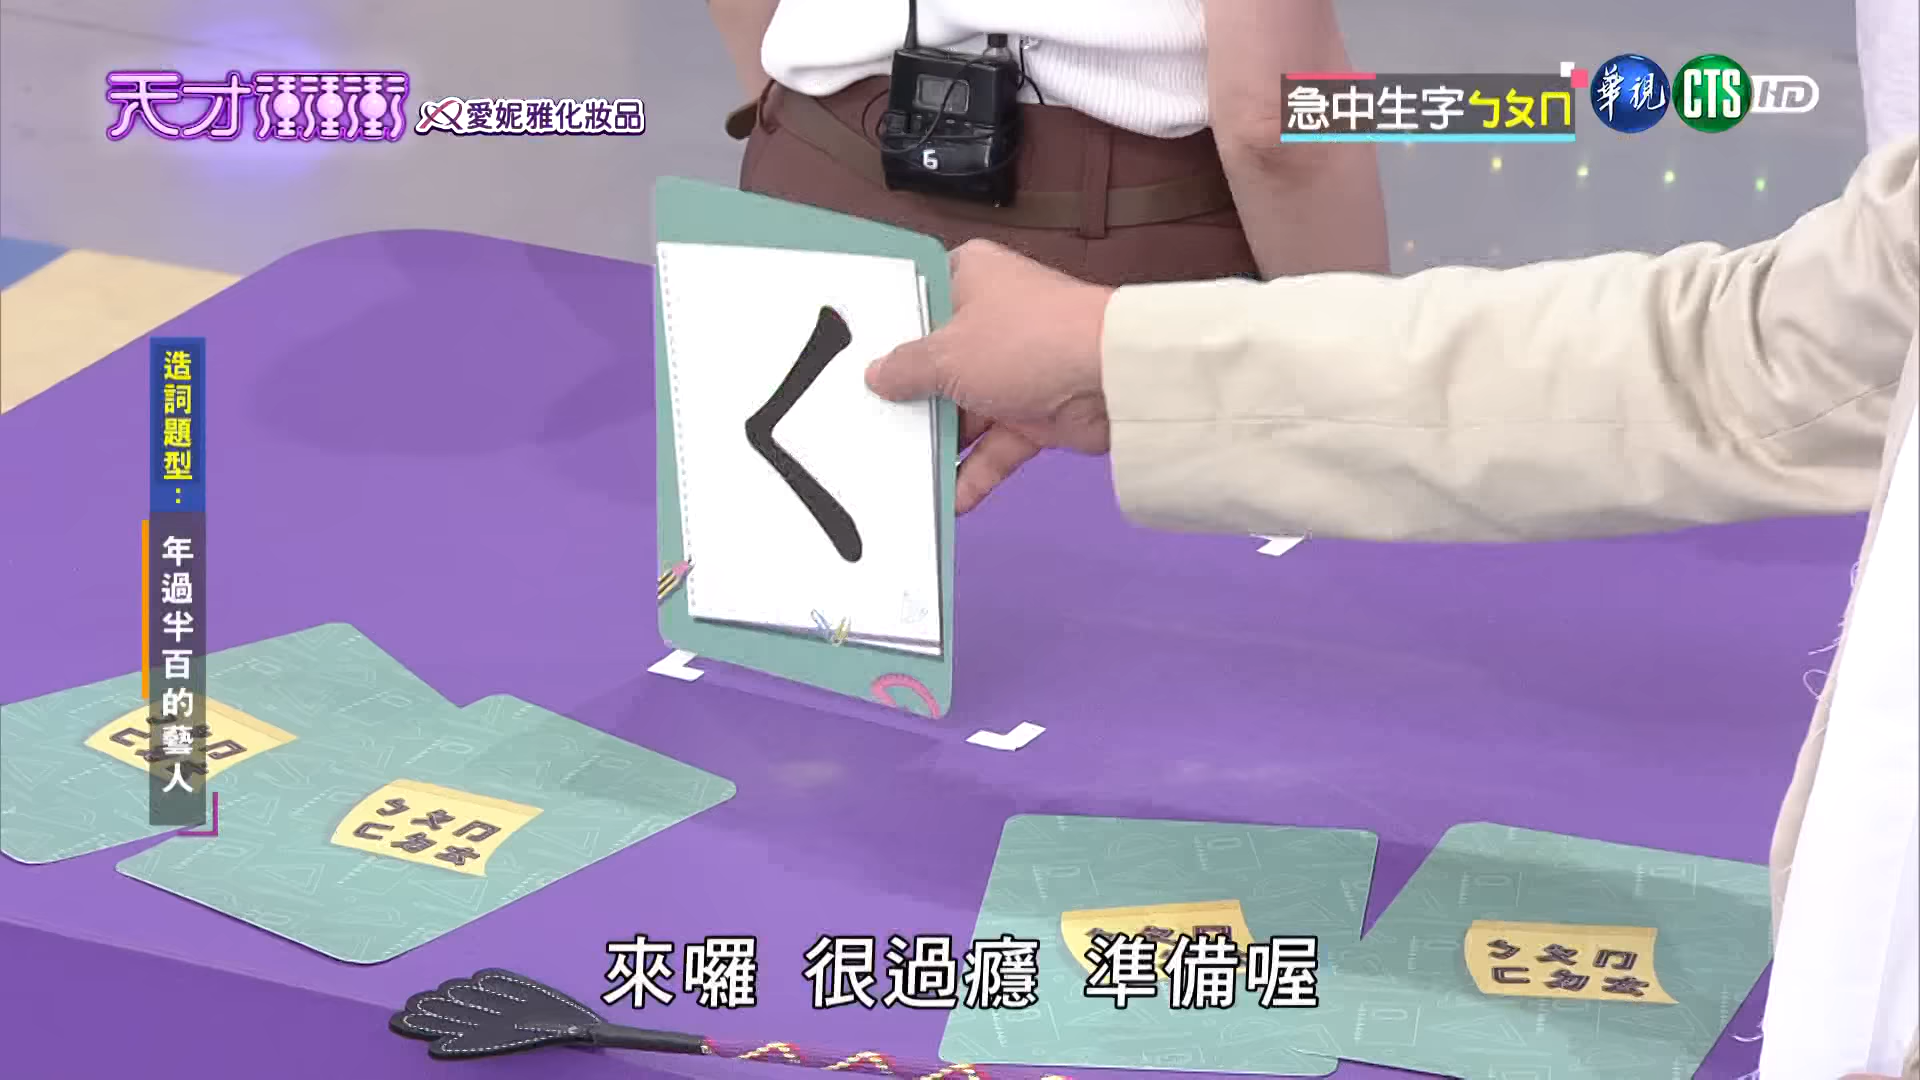 天才衝衝衝
愛妮雅化妝品
急中生字ㄅㄆㄇ
華視 CTS HD
6
ㄑ
造詞題型：
年過半百的藝人
ㄅㄆㄇ
ㄈㄉㄊ
ㄅㄆㄇ
ㄈㄉㄊ
來囉 很過癮 準備喔